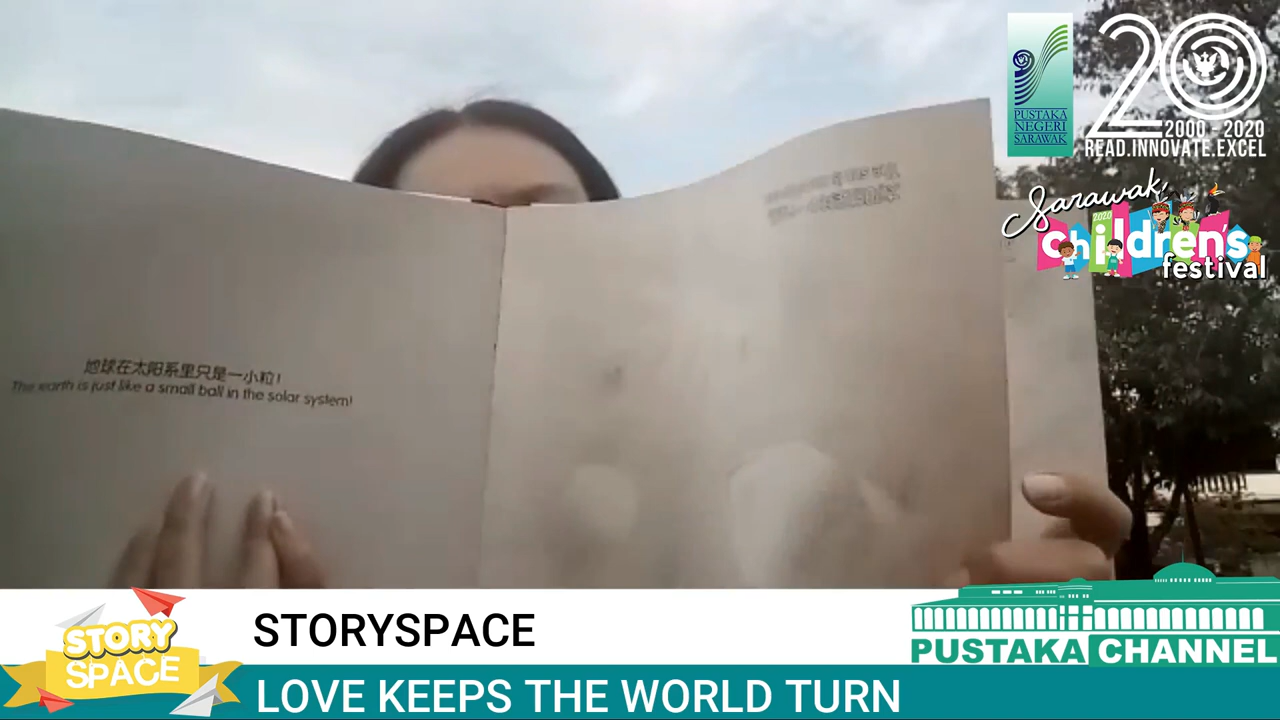 PUSTAKA
NEGERI
SARAWAK
20
2000 - 2020
READ.INNOVATE.EXCEL
Sarawak
2020
children's
festival
地球在太阳系里只是一小粒!
The earth is just like a small ball in the solar system!
STORY
SPACE
STORYSPACE
LOVE KEEPS THE WORLD TURN
PUSTAKA CHANNEL